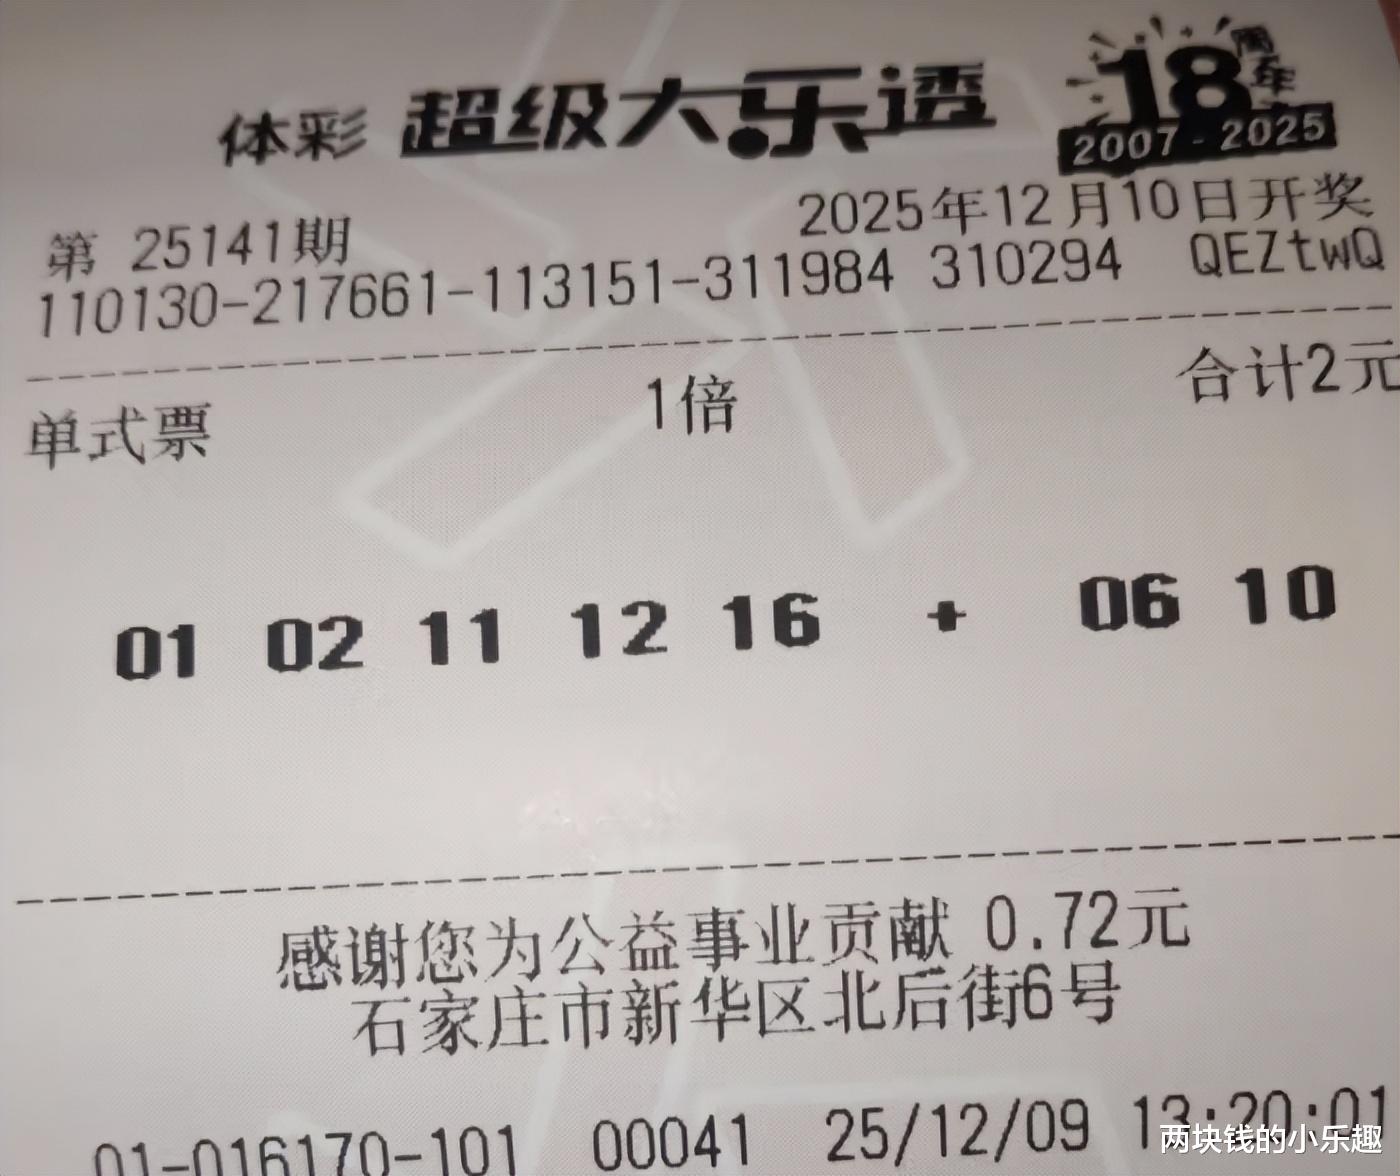 体彩 超级大乐透 18周年
2007-2025
第 25141期 2025年12月10日开奖
110130-217661-113151-311984 310294 QEZtwQ
单式票 1倍 合计2元
01 02 11 12 16 + 06 10
感谢您为公益事业贡献 0.72元
石家庄市新华区北后街6号
01-016170-101 00041 25/12/09 13:20:01
两块钱的小乐趣